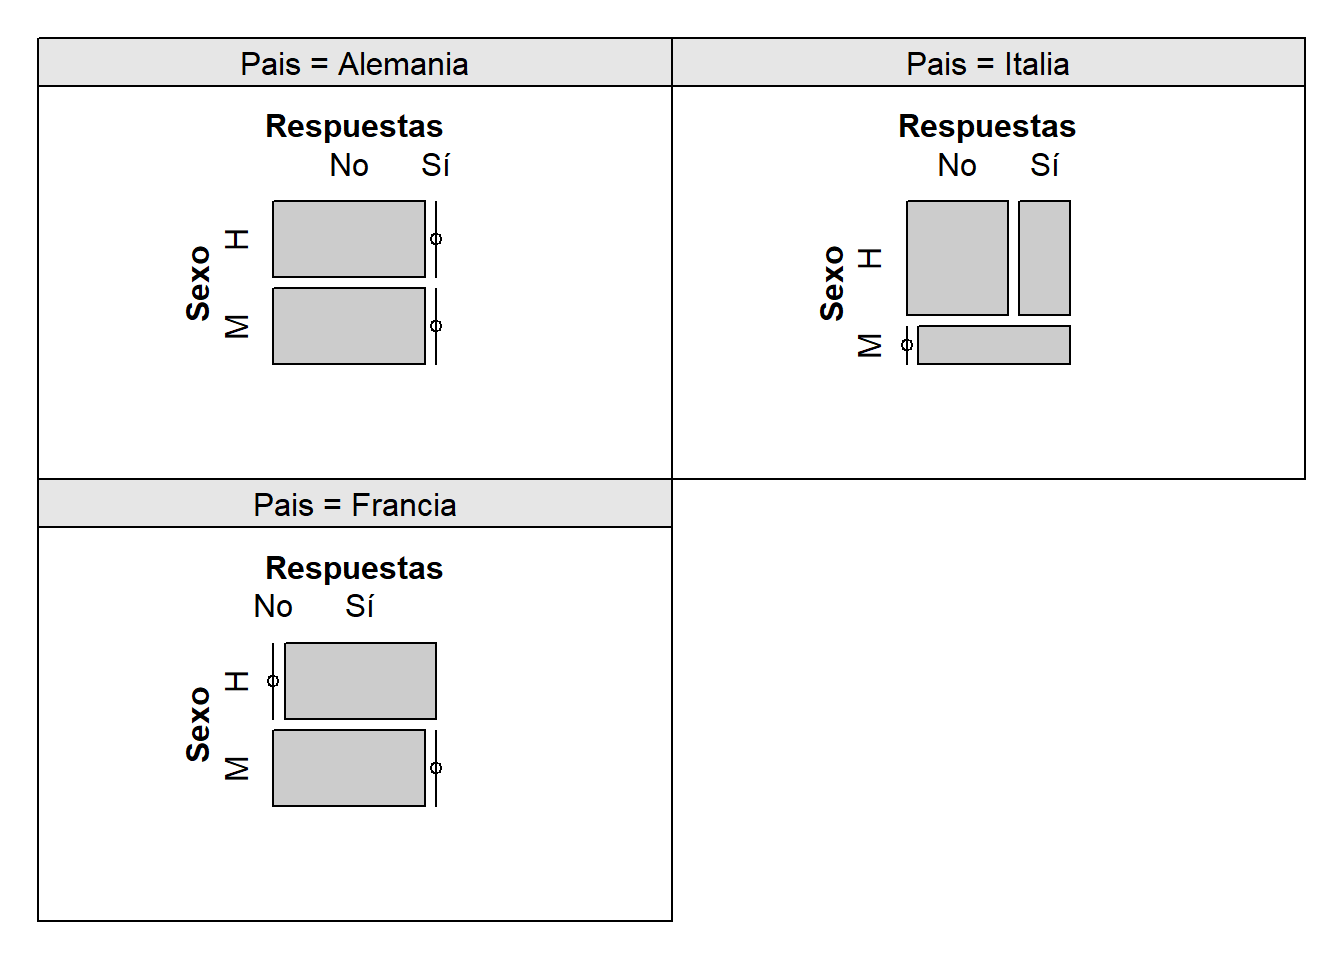 Pais = Alemania
Respuestas
No Sí
Sexo
H
M
Pais = Italia
Respuestas
No Sí
Sexo
H
M
Pais = Francia
Respuestas
No Sí
Sexo
H
M